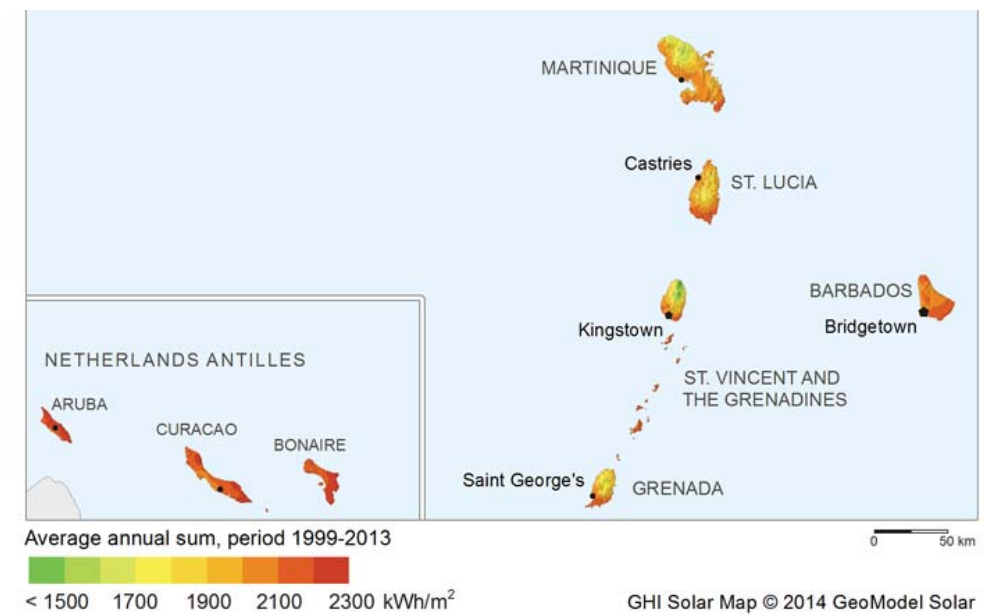 MARTINIQUE
Castries
ST. LUCIA
BARBADOS
Bridgetown
Kingstown
ST. VINCENT AND
THE GRENADINES
Saint George's
GRENADA
NETHERLANDS ANTILLES
ARUBA
CURACAO
BONAIRE
Average annual sum, period 1999-2013
< 1500 1700 1900 2100 2300 kWh/m²
0 50 km
GHI Solar Map © 2014 GeoModel Solar